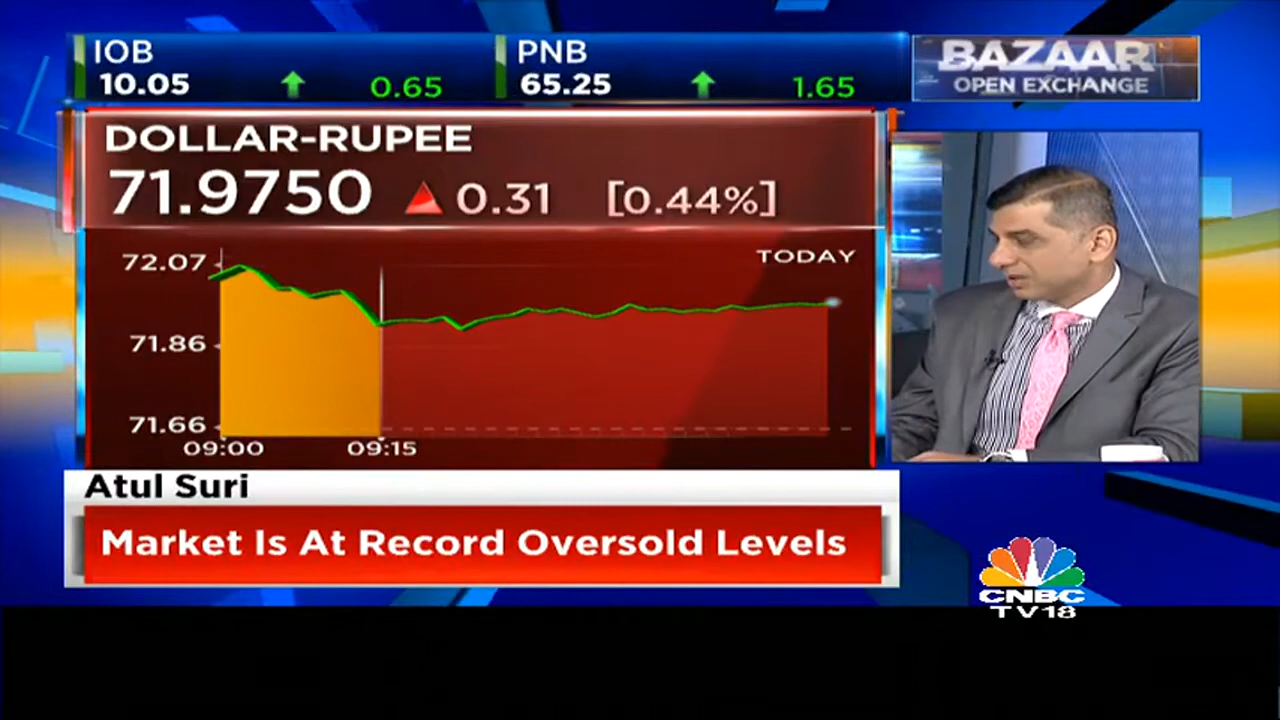 IOB
10.05 0.65
PNB
65.25 1.65
BAZAAR
OPEN EXCHANGE
DOLLAR-RUPEE
71.9750 0.31 [0.44%]
TODAY
72.07
71.86
71.66
09:00 09:15
Atul Suri
Market Is At Record Oversold Levels
CNBC
TV18